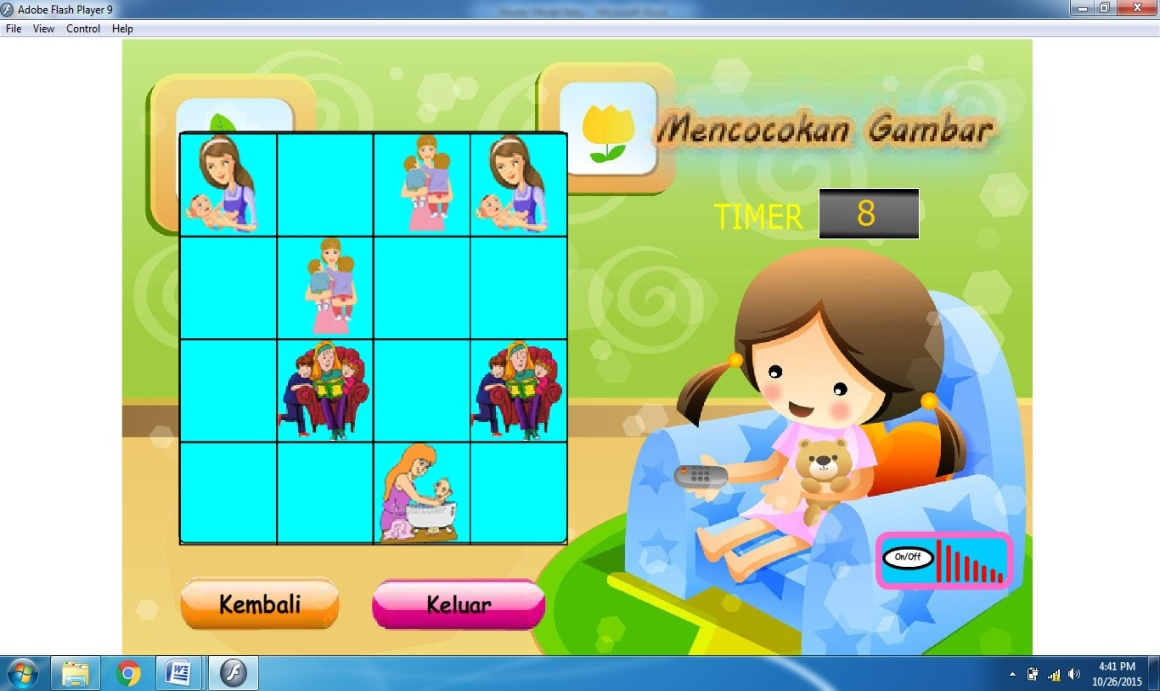 Adobe Flash Player 9
File View Control Help
Mencocokan Gambar
TIMER 8
Kembali
Keluar
On/Off
4:41 PM
10/26/2015